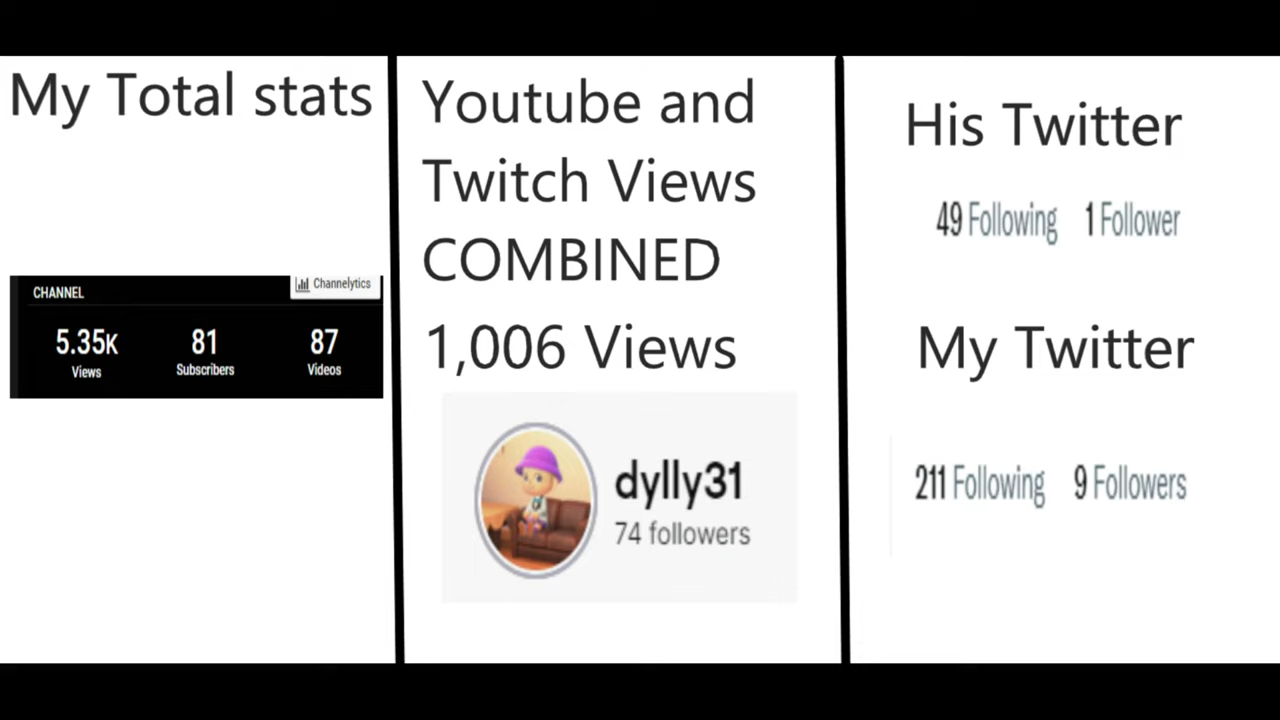 My Total stats
Channelytics
CHANNEL
5.35K
81
87
Views
Subscribers
Videos
Youtube and
Twitch Views
COMBINED
1,006 Views
dylly31
74 followers
His Twitter
49 Following 1 Follower
My Twitter
211 Following 9 Followers